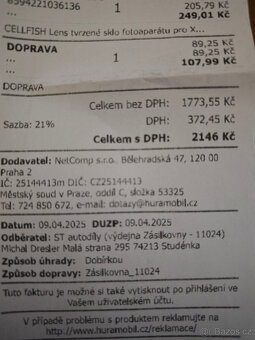 8594221036136 1 205,79 Kč
249,01 Kč
CELLFISH Lens tvrzené sklo fotoaparátu pro X...
DOPRAVA 89,25 Kč
1 89,25 Kč
107,99 Kč
DOPRAVA
Celkem bez DPH: 1773,55 Kč
Sazba: 21% DPH: 372,45 Kč
Celkem s DPH: 2146 Kč
Dodavatel: NetComp s.r.o. Bělehradská 47, 120 00
Praha 2
IČ: 25144413m DIČ: CZ25144413
Městský soud v Praze, oddíl C, složka 53325
Tel: 724 850 672, e-mail: dotazy@huramobil.cz
Datum: 09.04.2025 DUZP: 09.04.2025
Odběratel: ST autodíly (výdejna Zásilkovny - 11024)
Michal Dresler Malá strana 295 74213 Studénka
Způsob úhrady: Dobírkou
Způsob dopravy: Zásilkovna_11024
Tuto fakturu je možné si také vytisknout po přihlášení ve
Vašem uživatelském účtu.
V případě problému s produktem reklamujte na
http://www.huramobil.cz/reklamace/